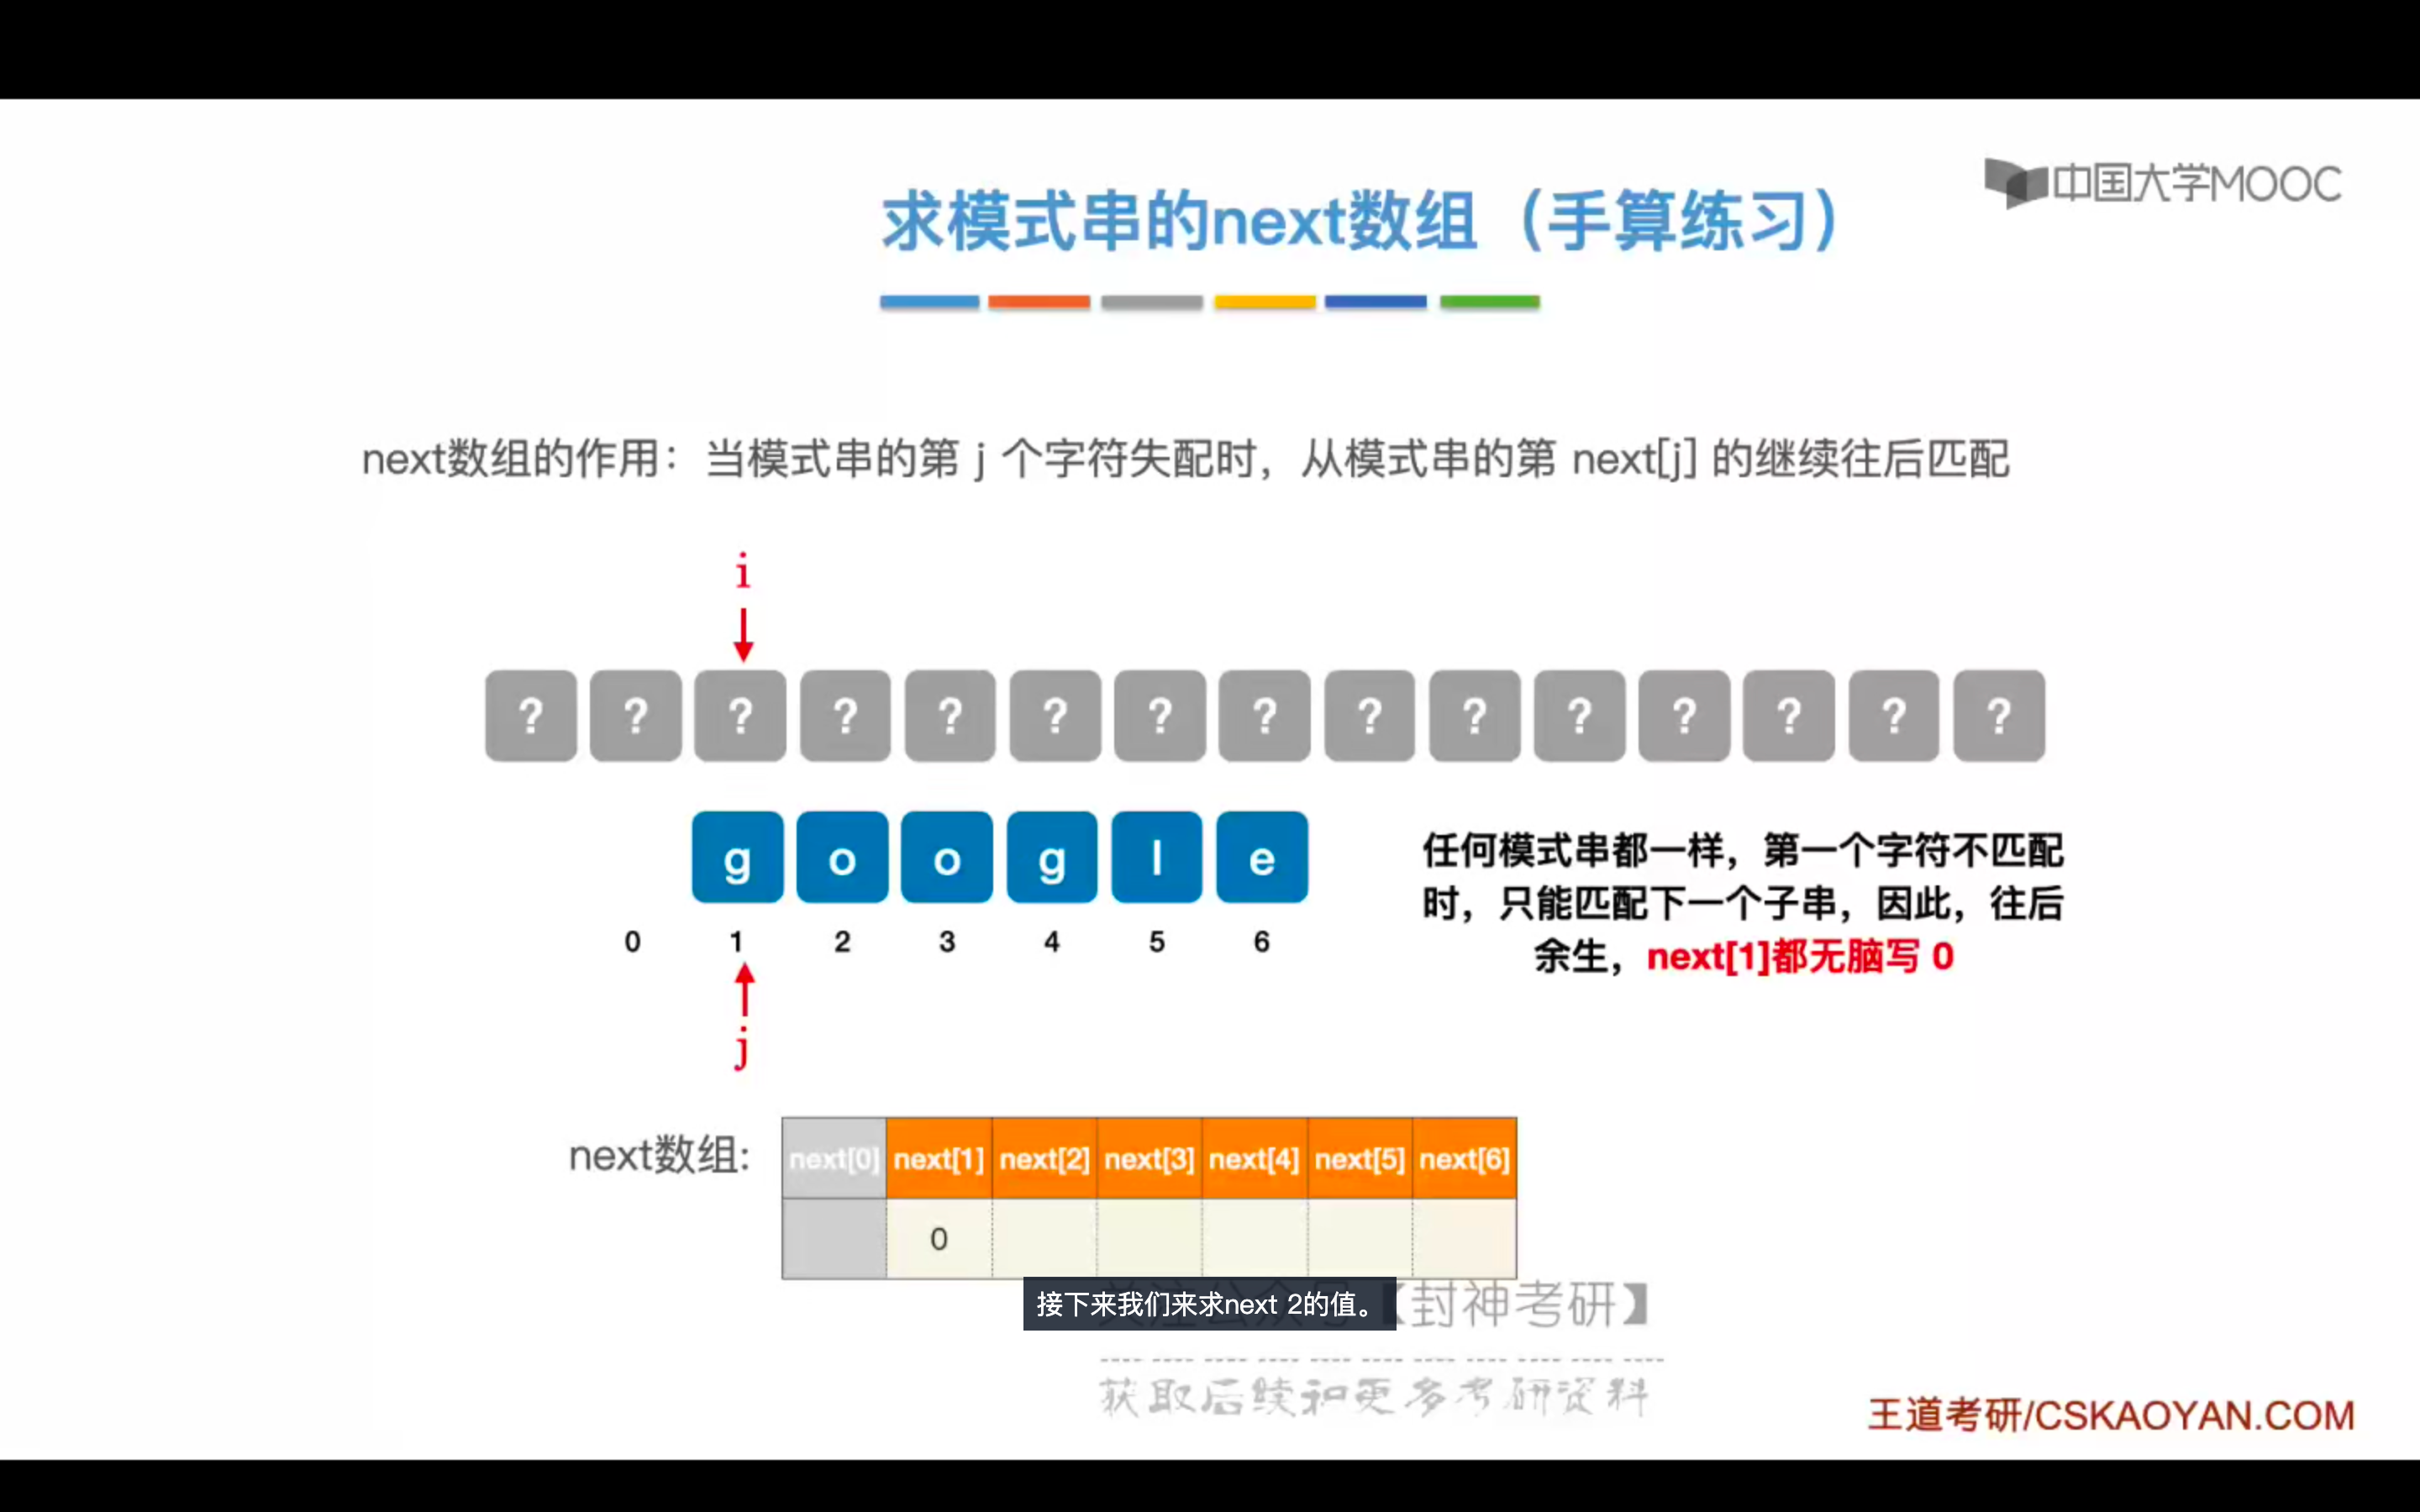 中国大学MOOC
求模式串的next数组（手算练习）
next数组的作用：当模式串的第 j 个字符失配时，从模式串的第 next[j] 的继续往后匹配
i
? ? ? ? ? ? ? ? ? ? ? ? ? ? ?
g o o g l e
0 1 2 3 4 5 6
j
任何模式串都一样，第一个字符不匹配
时，只能匹配下一个子串，因此，往后
余生，next[1]都无脑写 0
next数组:
next[0] next[1] next[2] next[3] next[4] next[5] next[6]
0
接下来我们来求next 2的值。
【封神考研】
获取后续和更多考研资料
王道考研/CSKAOYAN.COM